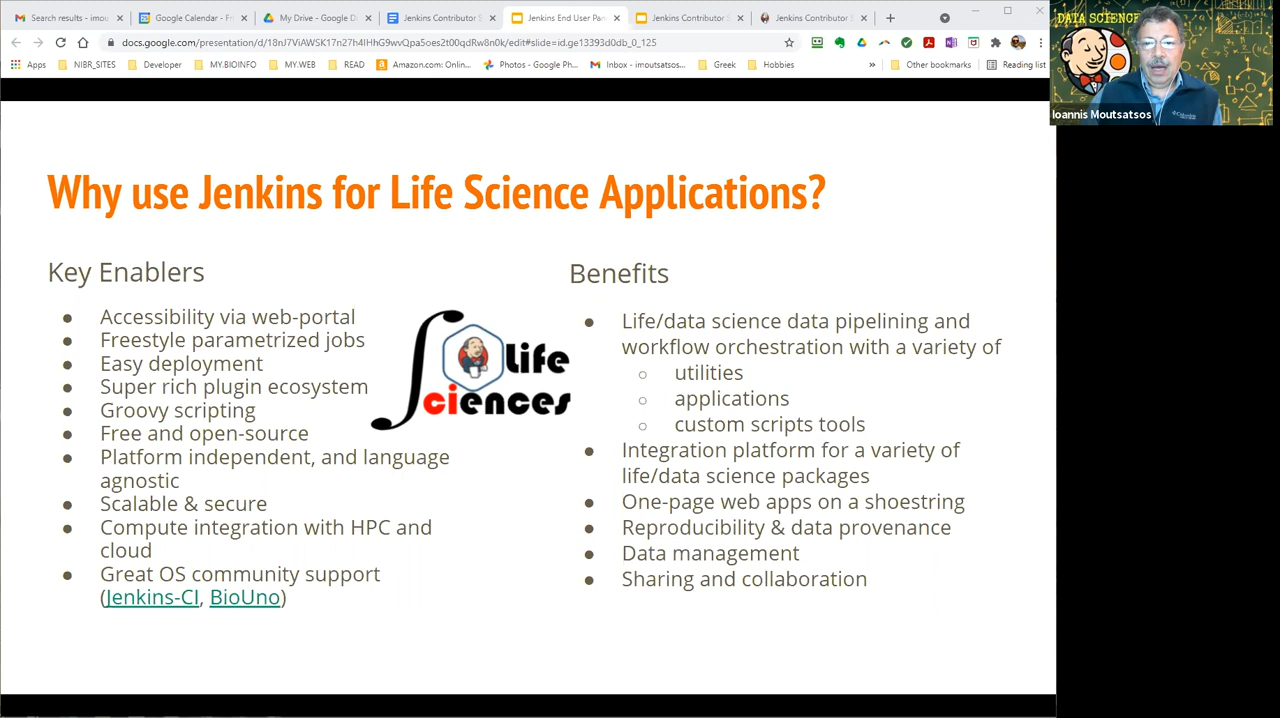 Search results - imou
Google Calendar - Fri
My Drive - Google D
Jenkins Contributor S
Jenkins End User Pan
Jenkins Contributor
Jenkins Contributor
docs.google.com/presentation/d/18nJ7ViAWSK17n27h4IHhG9wvQpa5oes2t00qdRw8n0k/edit#slide=id.ge13393d0db_0_125
Apps
NIBR_SITES
Developer
MY.BIOINFO
MY.WEB
READ
Amazon.com: Onlin...
Photos - Google Ph...
Inbox - imoutsatsos...
Greek
Hobbies
»
Other bookmarks
Reading list
DATA SCIENC
Ioannis Moutsatsos
Why use Jenkins for Life Science Applications?
Key Enablers
Accessibility via web-portal
Freestyle parametrized jobs
Easy deployment
Super rich plugin ecosystem
Groovy scripting
Free and open-source
Platform independent, and language
agnostic
Scalable & secure
Compute integration with HPC and
cloud
Great OS community support
(Jenkins-CI, BioUno)
Life
sciences
Benefits
Life/data science data pipelining and
workflow orchestration with a variety of
utilities
applications
custom scripts tools
Integration platform for a variety of
life/data science packages
One-page web apps on a shoestring
Reproducibility & data provenance
Data management
Sharing and collaboration